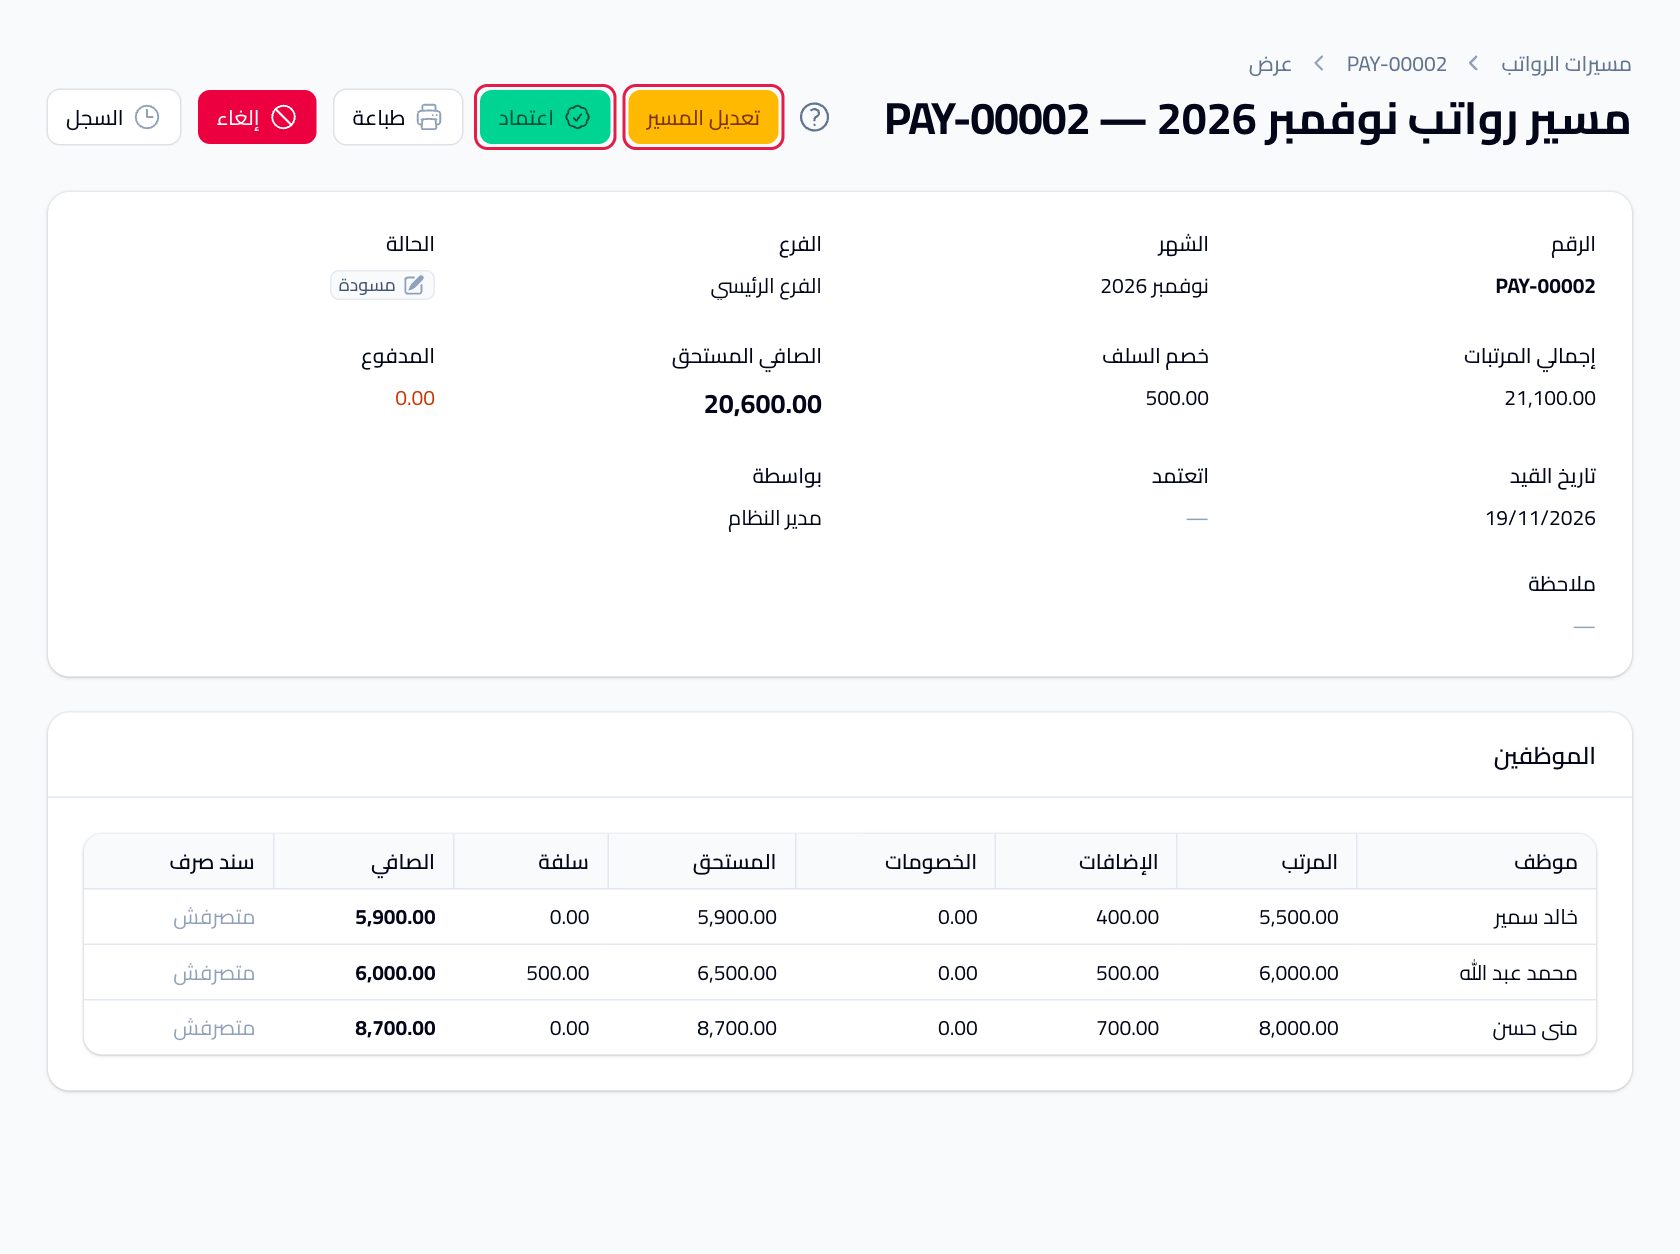 مسيرات الرواتب > PAY-00002 > عرض
مسير رواتب نوفمبر 2026 — PAY-00002
تعديل المسير
اعتماد
طباعة
إلغاء
السجل
الرقم
PAY-00002
الشهر
نوفمبر 2026
الفرع
الفرع الرئيسي
الحالة
مسودة
إجمالي المرتبات
21,100.00
خصم السلف
500.00
الصافي المستحق
20,600.00
المدفوع
0.00
تاريخ القيد
19/11/2026
اتعتمد
—
بواسطة
مدير النظام
ملاحظة
—
الموظفين
موظف المرتب الإضافات الخصومات المستحق سلفة الصافي سند صرف
خالد سمير 5,500.00 400.00 0.00 5,900.00 0.00 5,900.00 متصرفش
محمد عبد الله 6,000.00 500.00 0.00 6,500.00 500.00 6,000.00 متصرفش
منى حسن 8,000.00 700.00 0.00 8,700.00 0.00 8,700.00 متصرفش